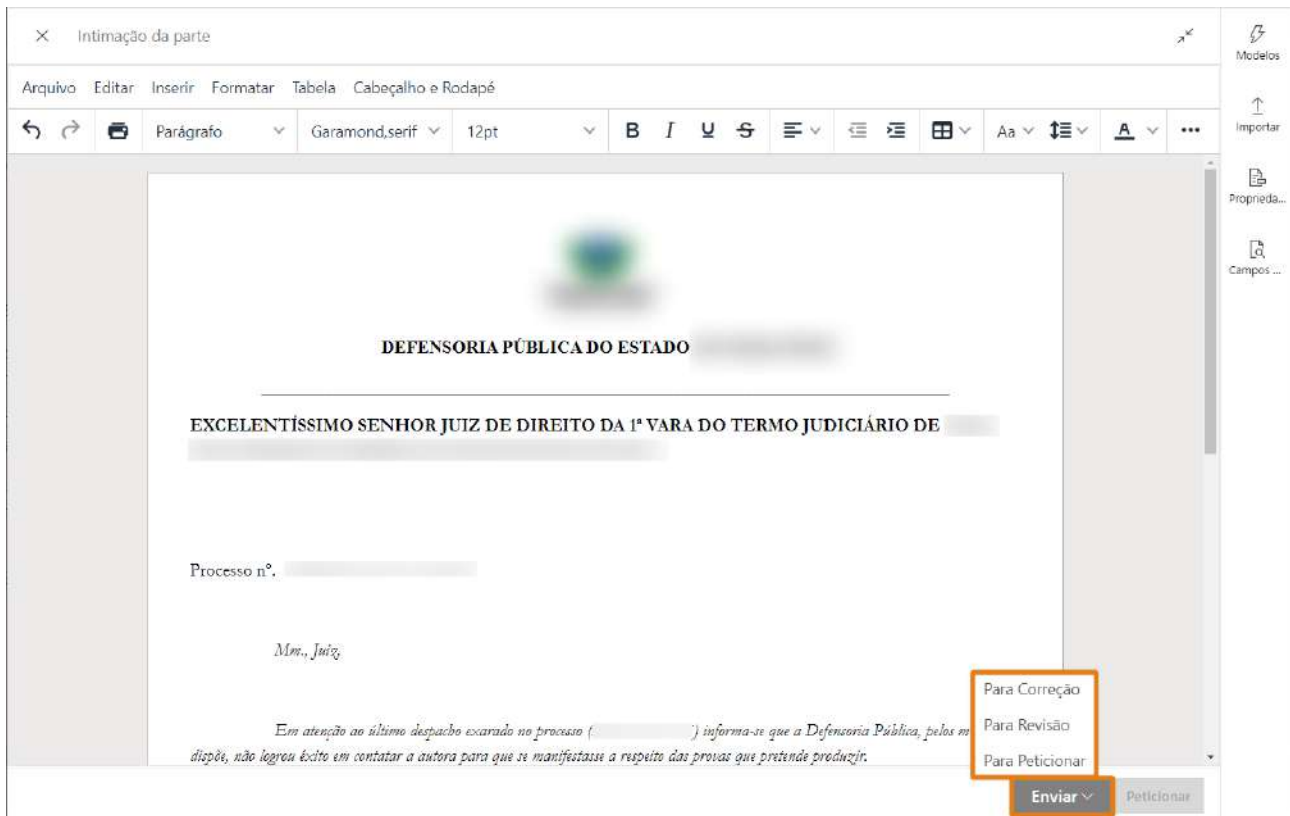 Intimação da parte
Modelos
Arquivo Editar Inserir Formatar Tabela Cabeçalho e Rodapé
Importar
Parágrafo Garamond,serif 12pt B I U S Aa A
Proprieda...
Campos ...
DEFENSORIA PÚBLICA DO ESTADO
EXCELENTÍSSIMO SENHOR JUIZ DE DIREITO DA 1ª VARA DO TERMO JUDICIÁRIO DE
Processo nº.
Mm., Juiz,
Para Correção
Em atenção ao último despacho exarado no processo ( ) informa-se que a Defensoria Pública, pelos m
Para Revisão
dispõe, não logrou êxito em contatar a autora para que se manifestasse a respeito das provas que pretende produzir.
Para Peticionar
Enviar
Peticionar